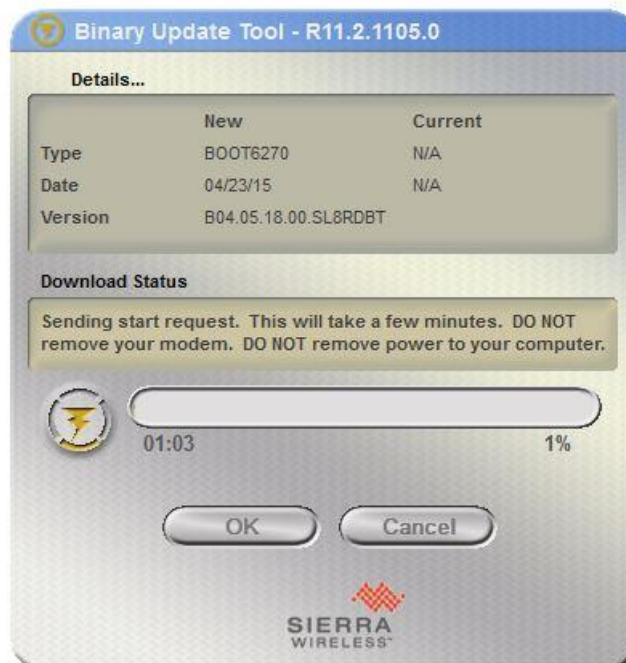 Binary Update Tool - R11.2.1105.0
Details...
New Current
Type BOOT6270 N/A
Date 04/23/15 N/A
Version B04.05.18.00.SL8RDBT
Download Status
Sending start request. This will take a few minutes. DO NOT
remove your modem. DO NOT remove power to your computer.
01:03 1%
OK Cancel
SIERRA
WIRELESS™